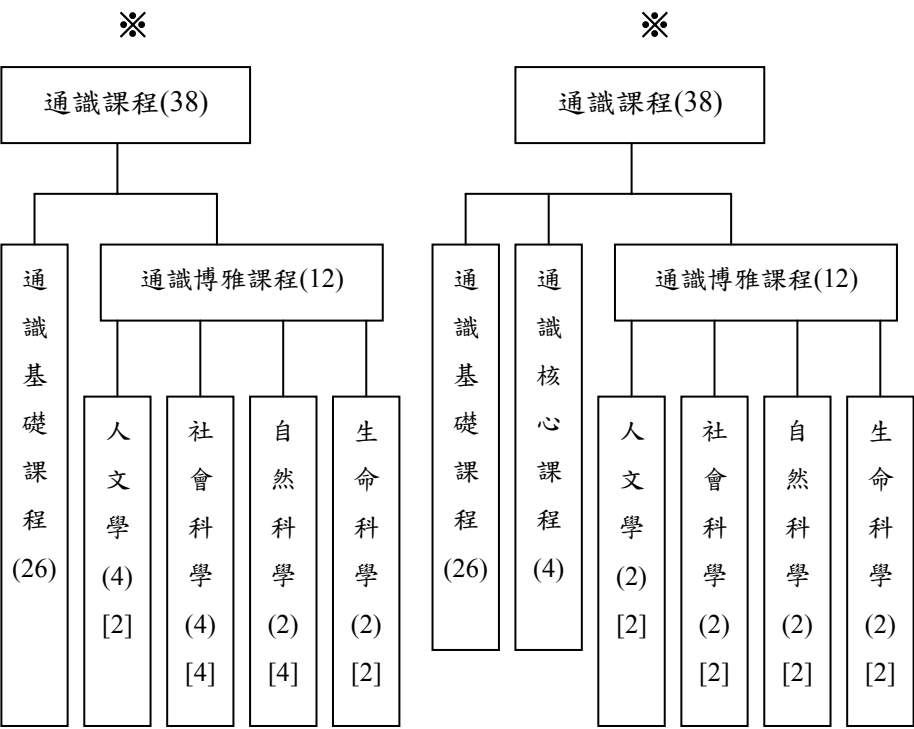 ※
通識課程(38)
通識基礎課程(26)
通識博雅課程(12)
人文學(4)[2]
社會科學(4)[4]
自然科學(2)[4]
生命科學(2)[2]
※
通識課程(38)
通識基礎課程(26)
通識核心課程(4)
通識博雅課程(12)
人文學(2)[2]
社會科學(2)[2]
自然科學(2)[2]
生命科學(2)[2]